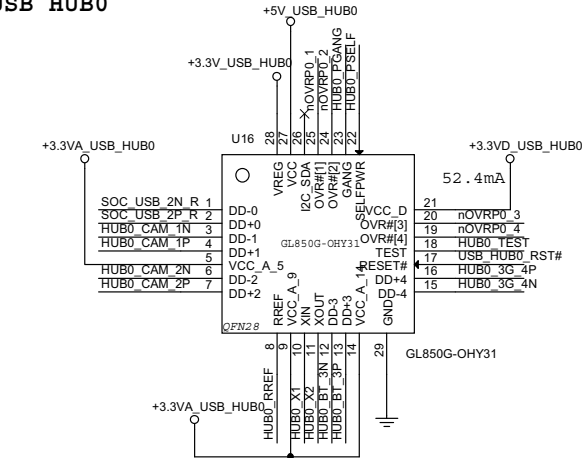 USB HUB0
+5V_USB_HUB0
+3.3V_USB_HUB0
nOVRP0_1
nOVRP0_2
HUB0_PGANG
HUB0_PSELF
28
27
26
25
24
23
22
U16
+3.3VA_USB_HUB0
+3.3VD_USB_HUB0
52.4mA
VREG
VCC
I2C_SDA
OVR#[1]
OVR#[2]
GANG
SELFPWR
SOC_USB_2N_R 1 DD-0
SOC_USB_2P_R 2 DD+0
HUB0_CAM_1N 3 DD-1
HUB0_CAM_1P 4 DD+1
5 VCC_A_5
HUB0_CAM_2N 6 DD-2
HUB0_CAM_2P 7 DD+2
GL850G-OHY31
VCC_D 21
OVR#[3] 20 nOVRP0_3
OVR#[4] 19 nOVRP0_4
TEST 18 HUB0_TEST
RESET# 17 USB_HUB0_RST#
DD+4 16 HUB0_3G_4P
DD-4 15 HUB0_3G_4N
RREF
VCC_A_9
XIN
XOUT
DD-3
DD+3
VCC_A_14
GND
QFN28
8
9
10
11
12
13
14
29
GL850G-OHY31
HUB0_RREF
HUB0_X1
HUB0_X2
HUB0_BT_3N
HUB0_BT_3P
+3.3VA_USB_HUB0